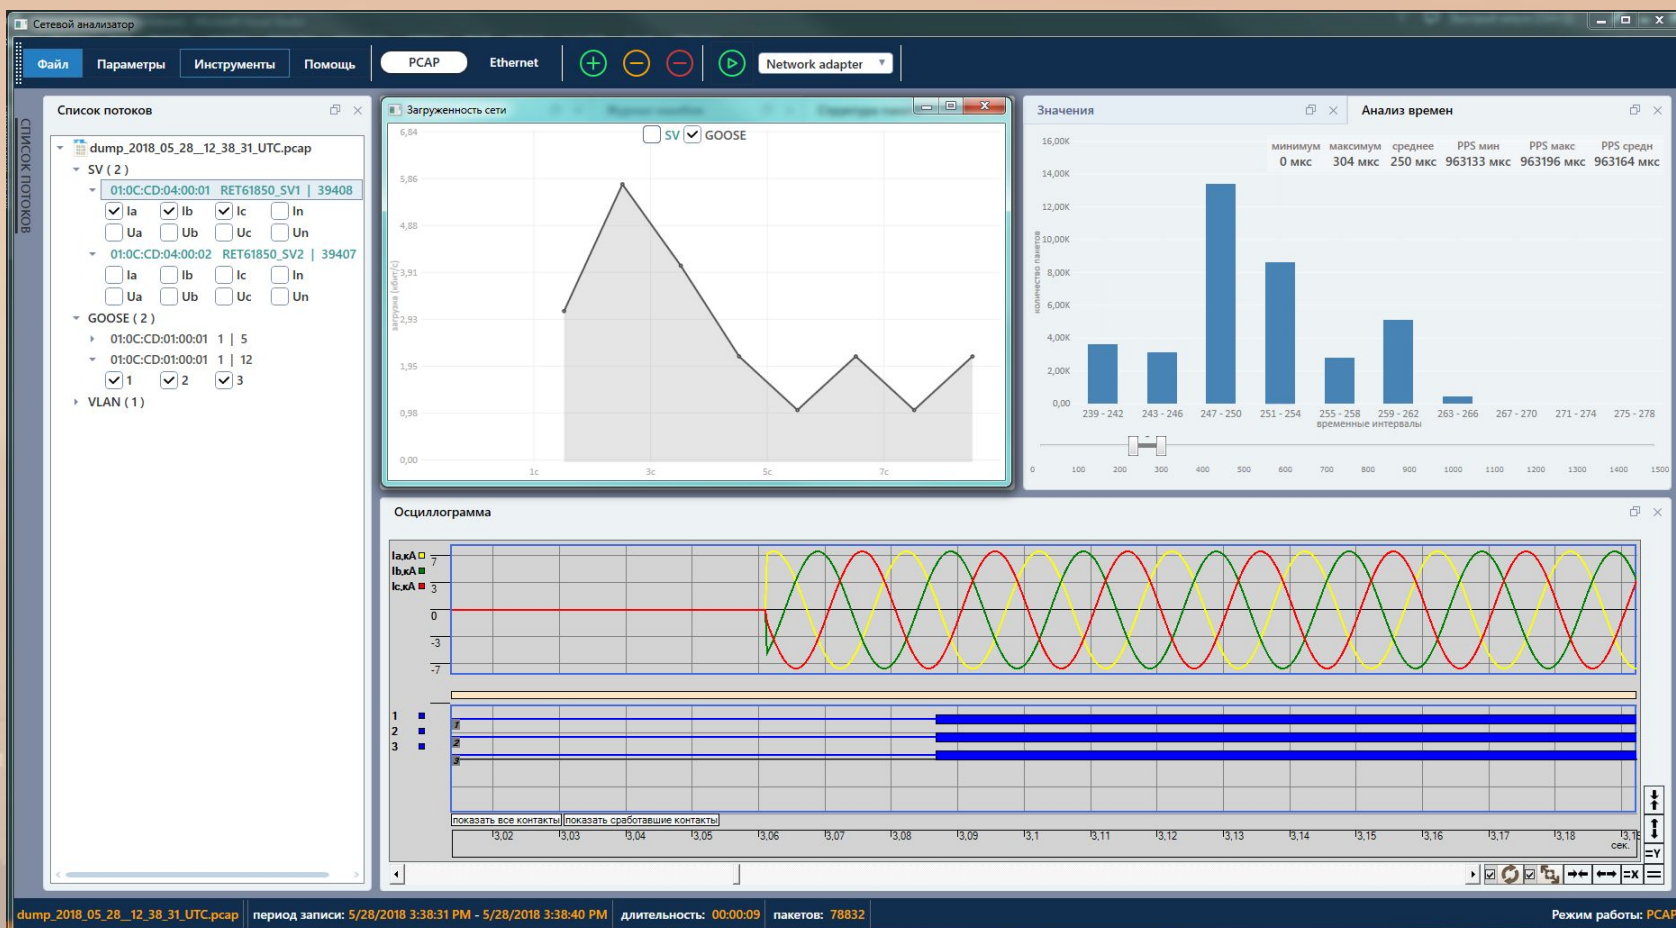 Сетевой анализатор
Файл Параметры Инструменты Помощь PCAP Ethernet Network adapter
СПИСОК ПОТОКОВ
Список потоков
dump_2018_05_28__12_38_31_UTC.pcap
SV ( 2 )
01:0C:CD:04:00:01 RET61850_SV1 | 39408
Ia Ib Ic In
Ua Ub Uc Un
01:0C:CD:04:00:02 RET61850_SV2 | 39407
Ia Ib Ic In
Ua Ub Uc Un
GOOSE ( 2 )
01:0C:CD:01:00:01 1 | 5
01:0C:CD:01:00:01 1 | 12
1 2 3
VLAN ( 1 )
Загруженность сети
SV GOOSE
6,84
5,86
4,88
3,91
2,93
1,95
0,98
0,00
загрузка (кбит/с)
1с 3с 5с 7с
Значения Анализ времен
минимум максимум среднее PPS мин PPS макс PPS средн
0 мкс 304 мкс 250 мкс 963133 мкс 963196 мкс 963164 мкс
16,00K
14,00K
12,00K
10,00K
8,00K
6,00K
4,00K
2,00K
0,00
количество пакетов
239 - 242 243 - 246 247 - 250 251 - 254 255 - 258 259 - 262 263 - 266 267 - 270 271 - 274 275 - 278
временные интервалы
0 100 200 300 400 500 600 700 800 900 1000 1100 1200 1300 1400 1500
Осциллограмма
Ia,кА 7
Ib,кА
Ic,кА 3
0
-3
-7
1 1
2 2
3 3
показать все контакты показать сработавшие контакты
3,02 3,03 3,04 3,05 3,06 3,07 3,08 3,09 3,1 3,11 3,12 3,13 3,14 3,15 3,16 3,17 3,18
сек.
=Y
=X
dump_2018_05_28__12_38_31_UTC.pcap период записи: 5/28/2018 3:38:31 PM - 5/28/2018 3:38:40 PM длительность: 00:00:09 пакетов: 78832 Режим работы: PCAP